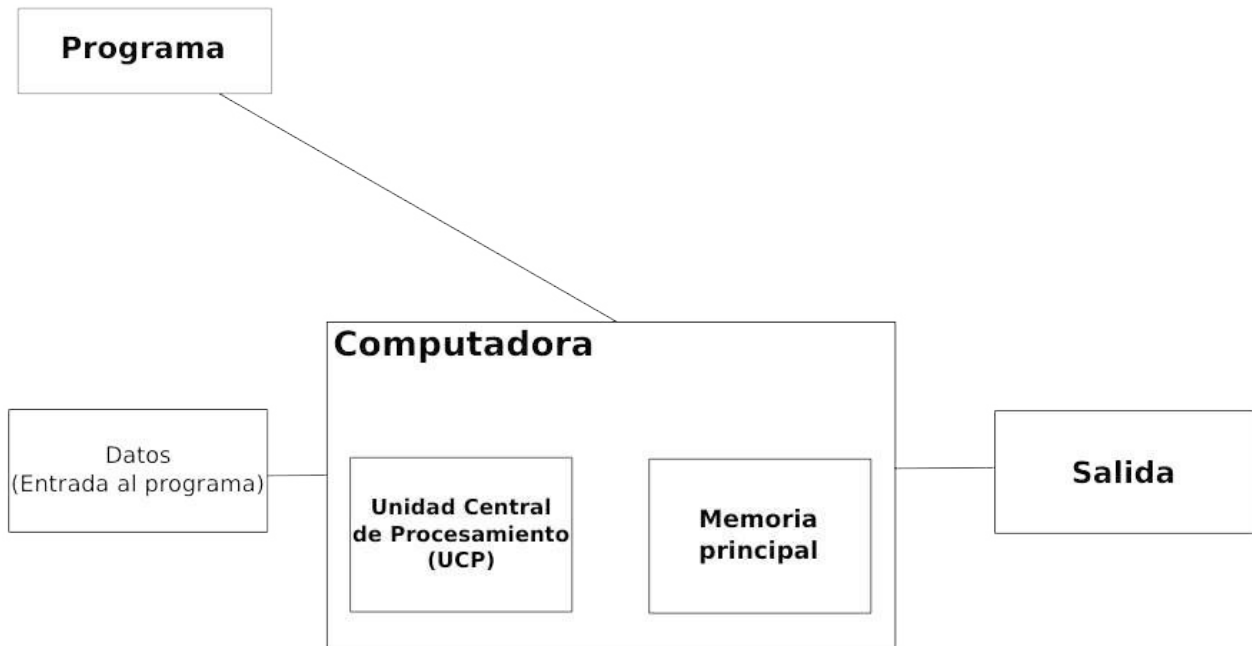 Programa
Computadora
Datos
(Entrada al programa)
Unidad Central
de Procesamiento
(UCP)
Memoria
principal
Salida